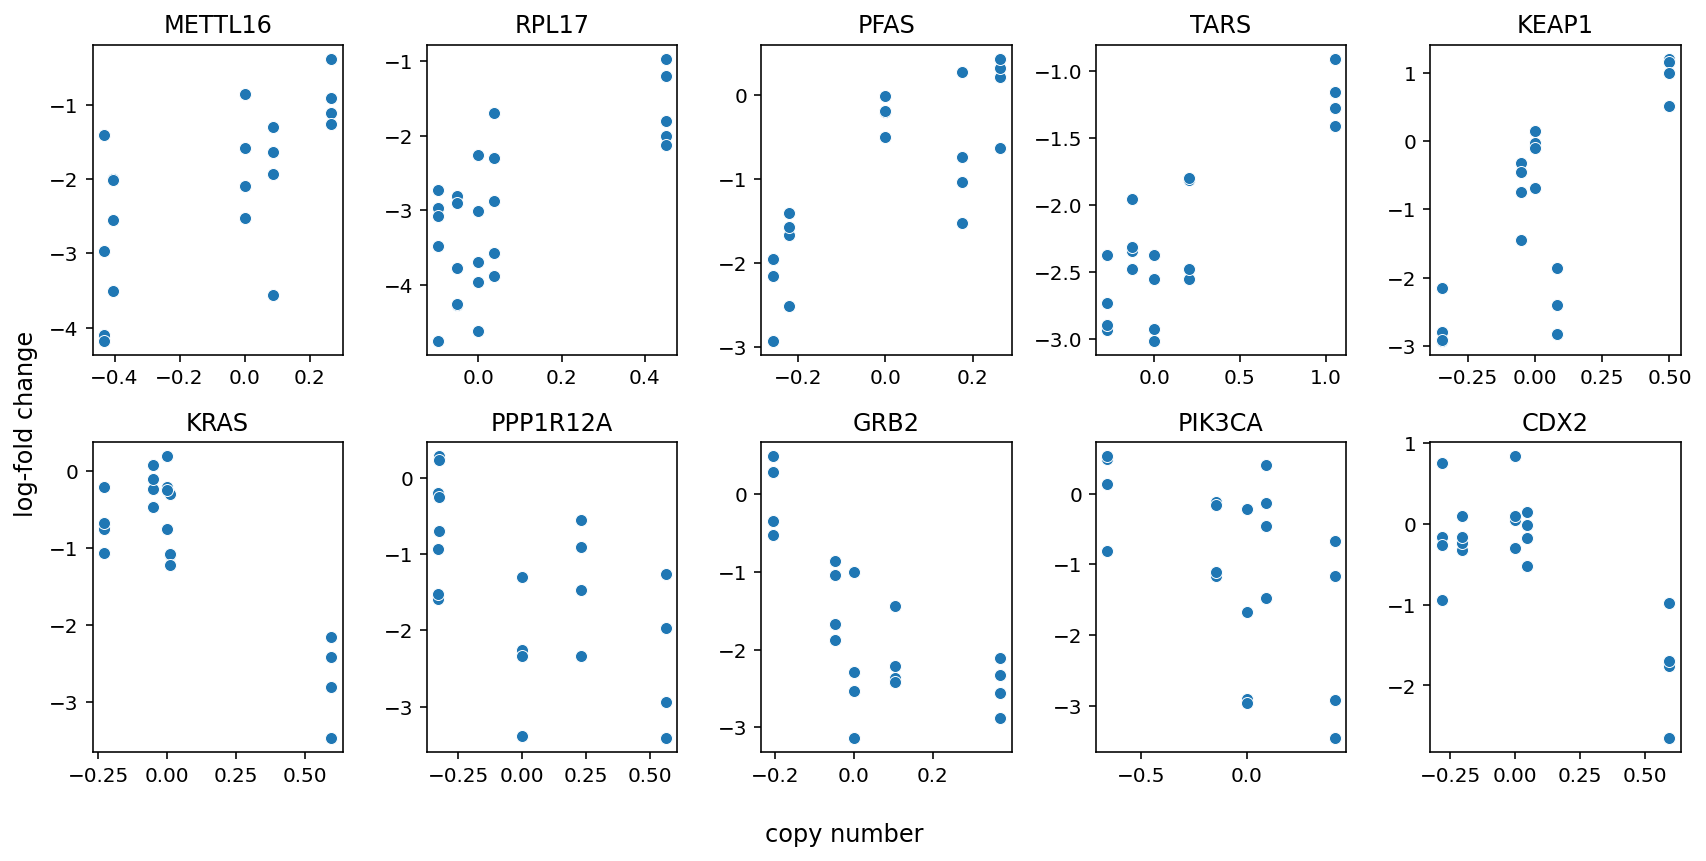 METTL16 RPL17 PFAS TARS KEAP1
−1 −2 −3 −4
−0.4 −0.2 0.0 0.2
−1 −2 −3 −4
0.0 0.2 0.4
0 −1 −2 −3
−0.2 0.0 0.2
−1.0 −1.5 −2.0 −2.5 −3.0
0.0 0.5 1.0
1 0 −1 −2 −3
−0.25 0.00 0.25 0.50
log-fold change
KRAS PPP1R12A GRB2 PIK3CA CDX2
0 −1 −2 −3
−0.25 0.00 0.25 0.50
0 −1 −2 −3
−0.25 0.00 0.25 0.50
0 −1 −2 −3
−0.2 0.0 0.2
0 −1 −2 −3
−0.5 0.0
1 0 −1 −2
−0.25 0.00 0.25 0.50
copy number